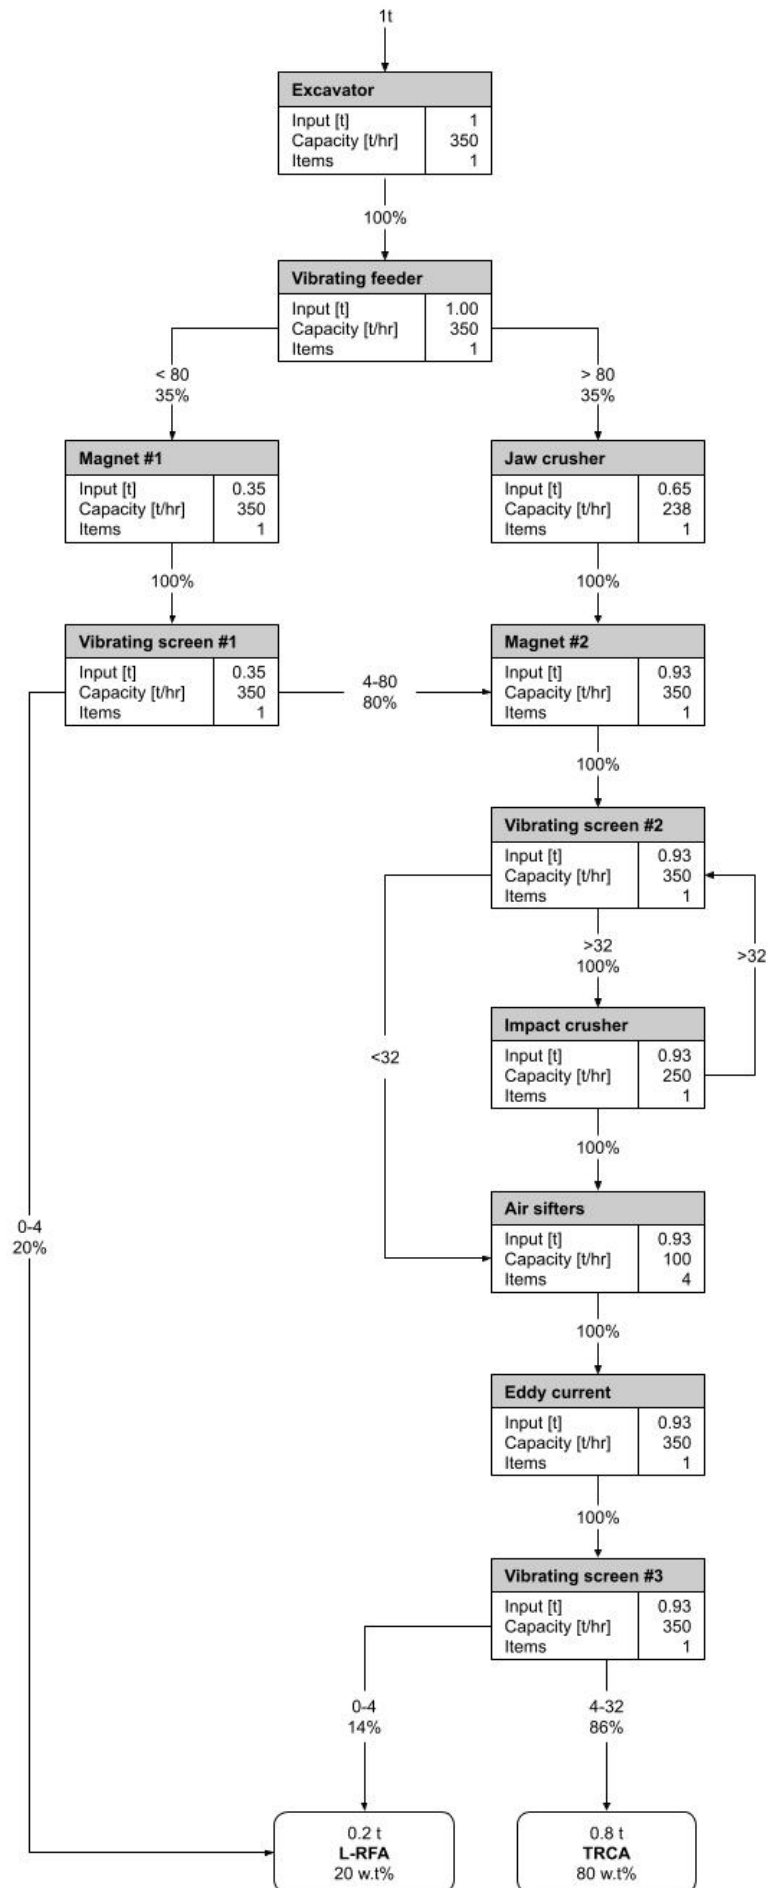 1t
Excavator
Input [t] 1
Capacity [t/hr] 350
Items 1
100%
Vibrating feeder
Input [t] 1.00
Capacity [t/hr] 350
Items 1
< 80
35%
> 80
35%
Magnet #1
Input [t] 0.35
Capacity [t/hr] 350
Items 1
Jaw crusher
Input [t] 0.65
Capacity [t/hr] 238
Items 1
100%
100%
Vibrating screen #1
Input [t] 0.35
Capacity [t/hr] 350
Items 1
4-80
80%
Magnet #2
Input [t] 0.93
Capacity [t/hr] 350
Items 1
100%
Vibrating screen #2
Input [t] 0.93
Capacity [t/hr] 350
Items 1
>32
100%
>32
Impact crusher
Input [t] 0.93
Capacity [t/hr] 250
Items 1
<32
100%
Air sifters
Input [t] 0.93
Capacity [t/hr] 100
Items 4
0-4
20%
100%
Eddy current
Input [t] 0.93
Capacity [t/hr] 350
Items 1
100%
Vibrating screen #3
Input [t] 0.93
Capacity [t/hr] 350
Items 1
0-4
14%
4-32
86%
0.2 t
L-RFA
20 w.t%
0.8 t
TRCA
80 w.t%